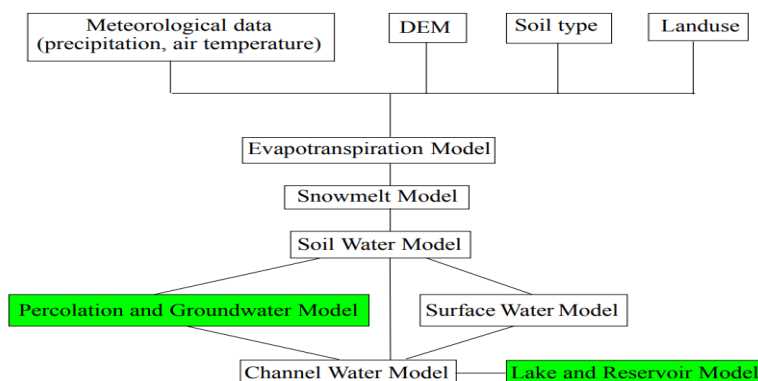 Meteorological data
(precipitation, air temperature)
DEM
Soil type
Landuse
Evapotranspiration Model
Snowmelt Model
Soil Water Model
Percolation and Groundwater Model
Surface Water Model
Channel Water Model
Lake and Reservoir Model